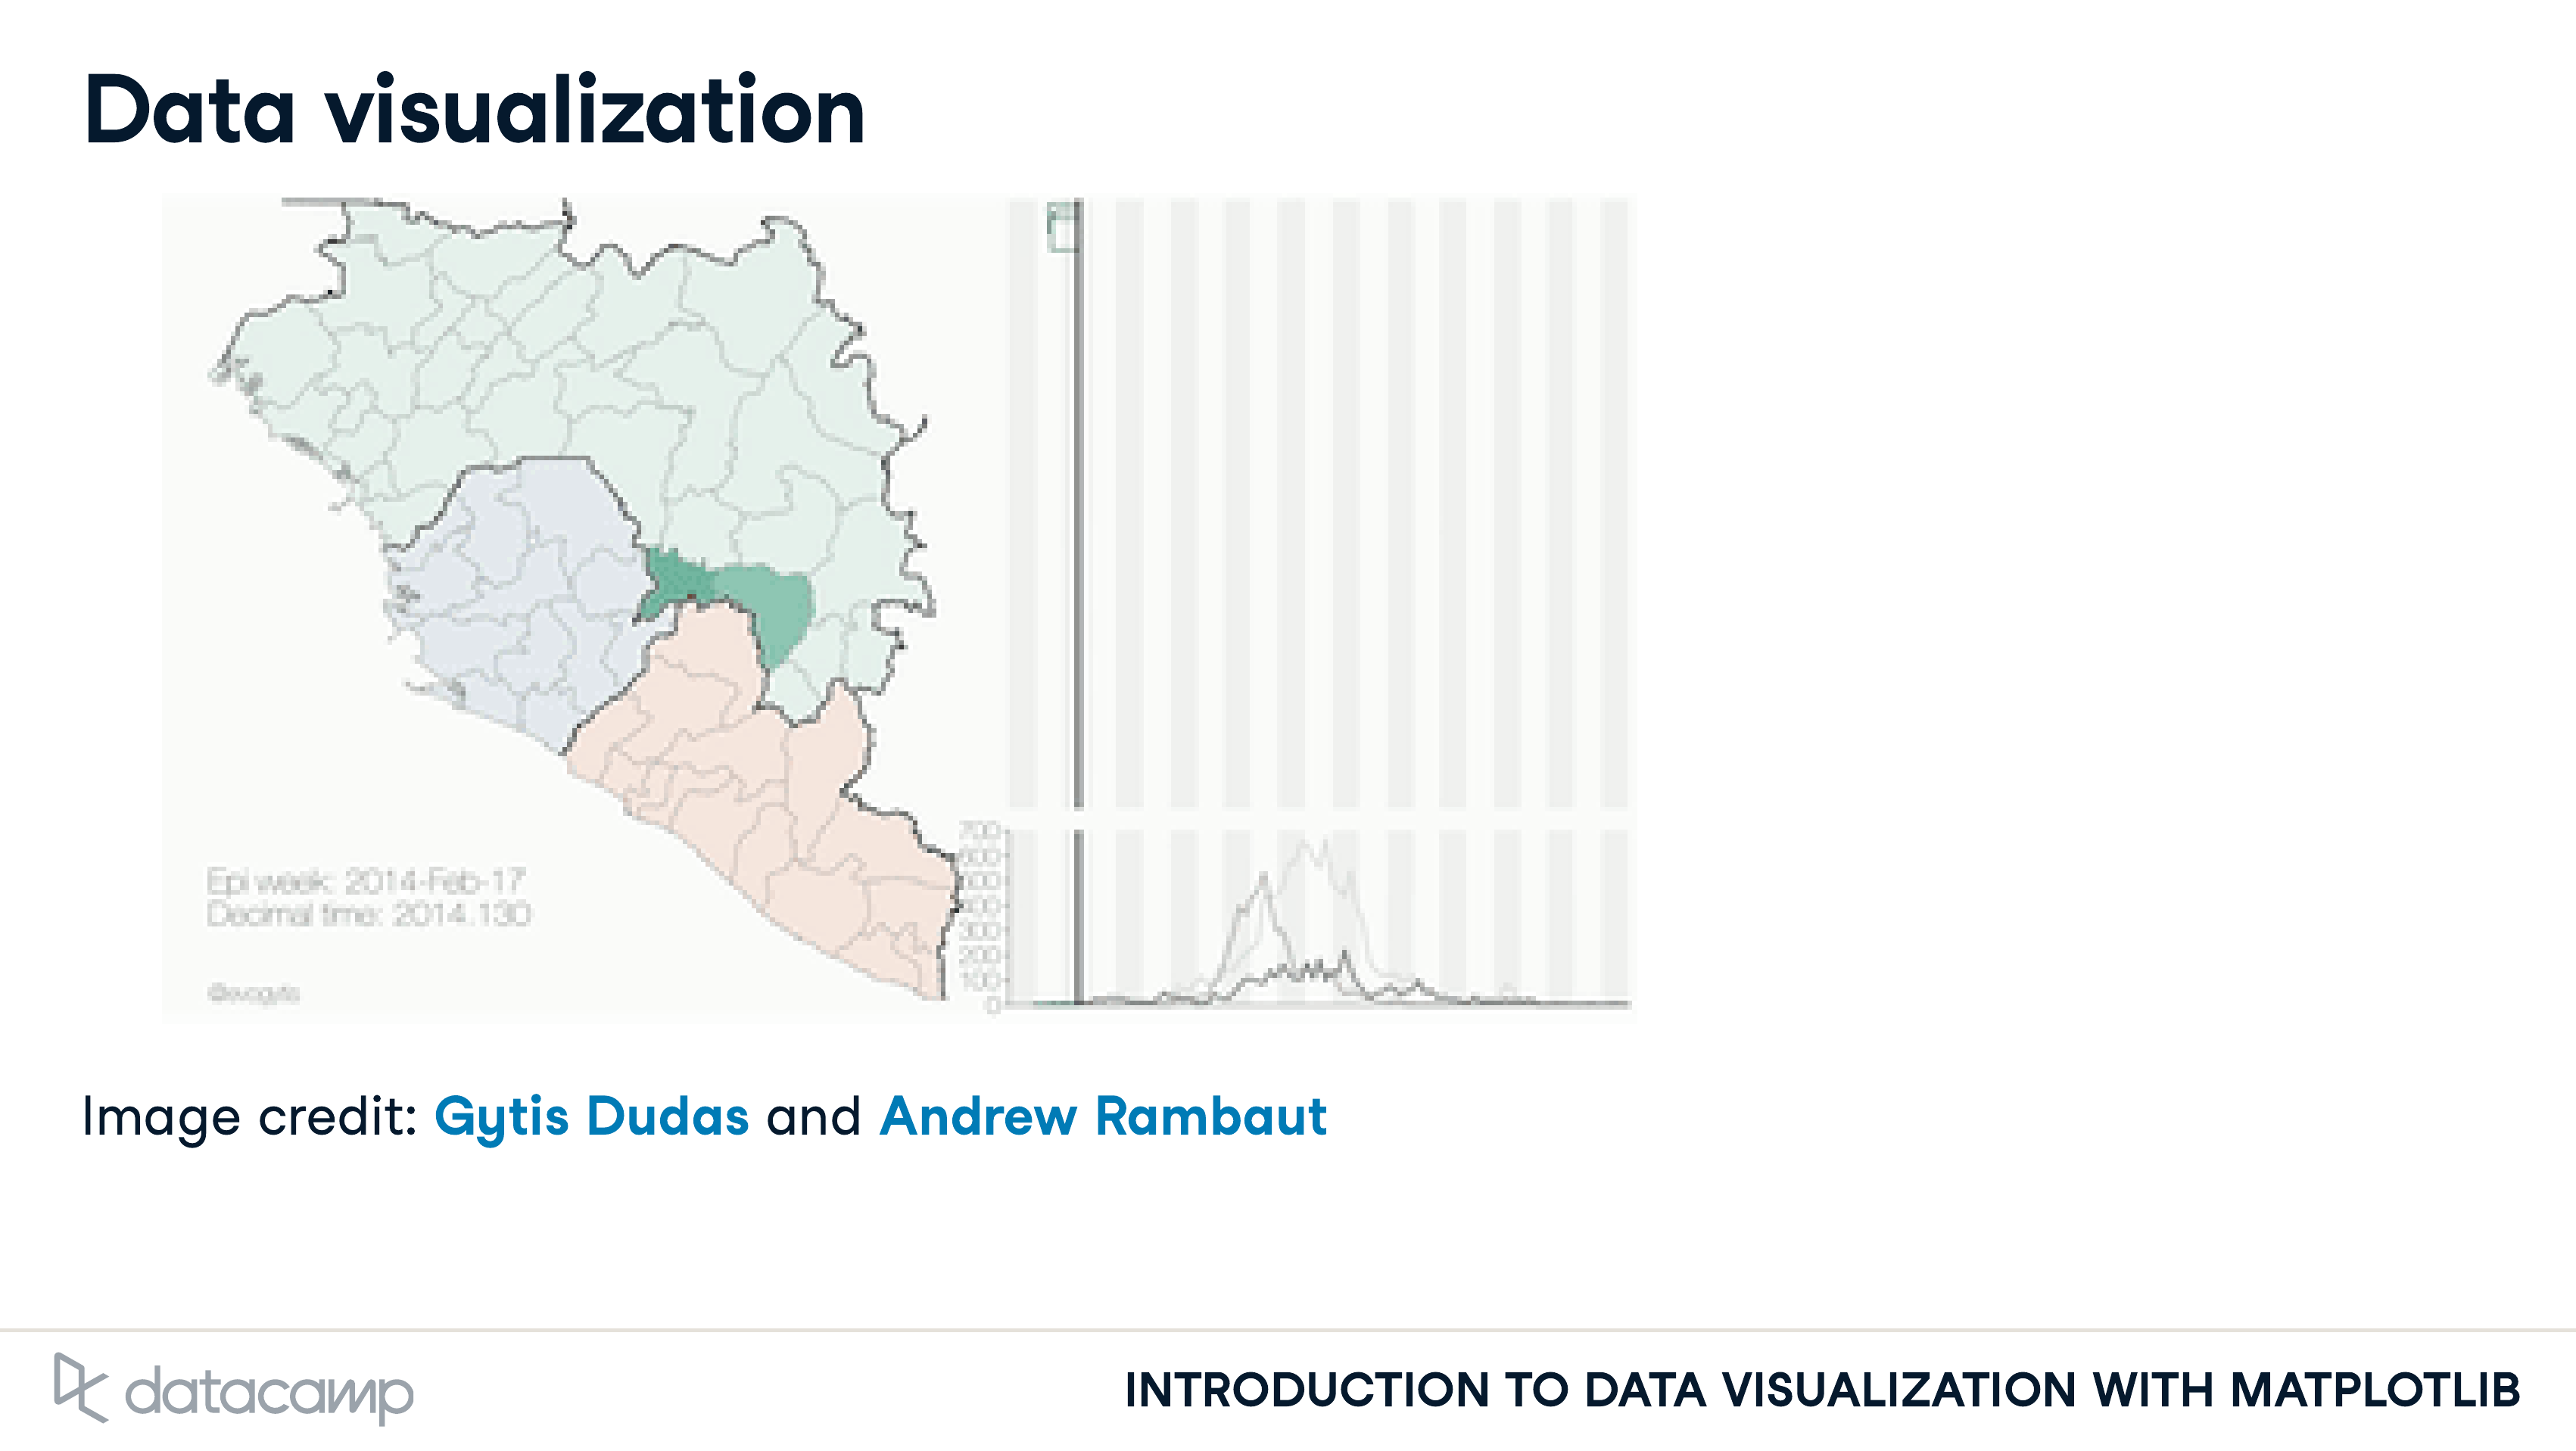 Data visualization
700
600
500
400
300
200
100
0
Epi week: 2014-Feb-17
Decimal time: 2014.130
@evogytis
Image credit: Gytis Dudas and Andrew Rambaut
datacamp
INTRODUCTION TO DATA VISUALIZATION WITH MATPLOTLIB